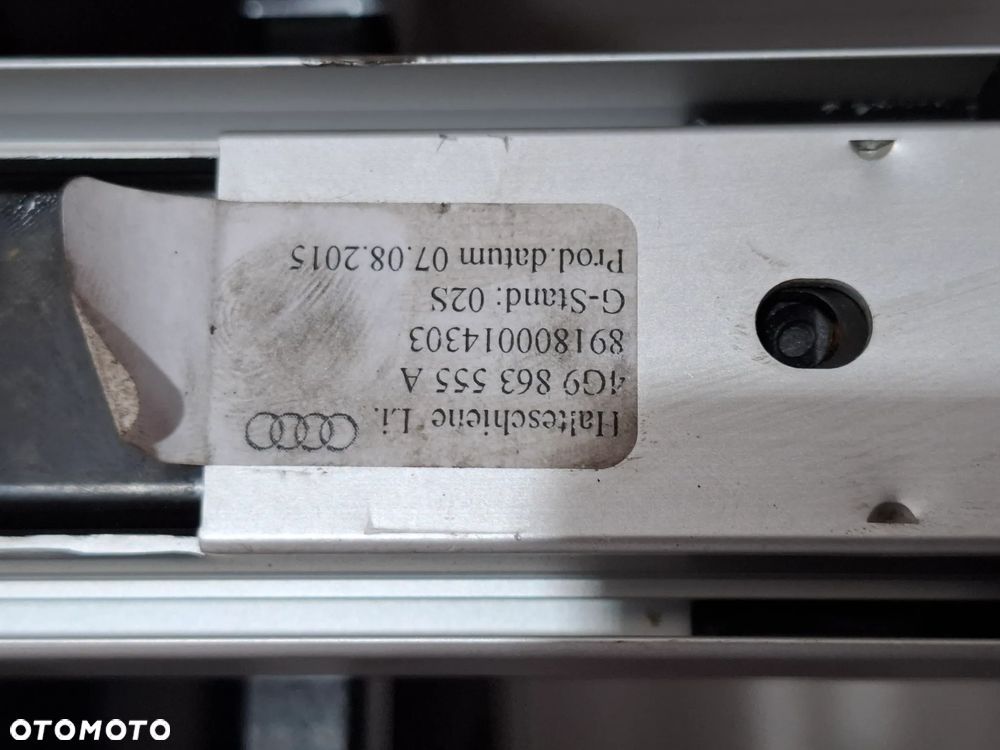 Halteschiene Li.
4G9 863 555 A
891800014303
G-Stand: 02S
Prod.datum 07.08.2015
OTOMOTO